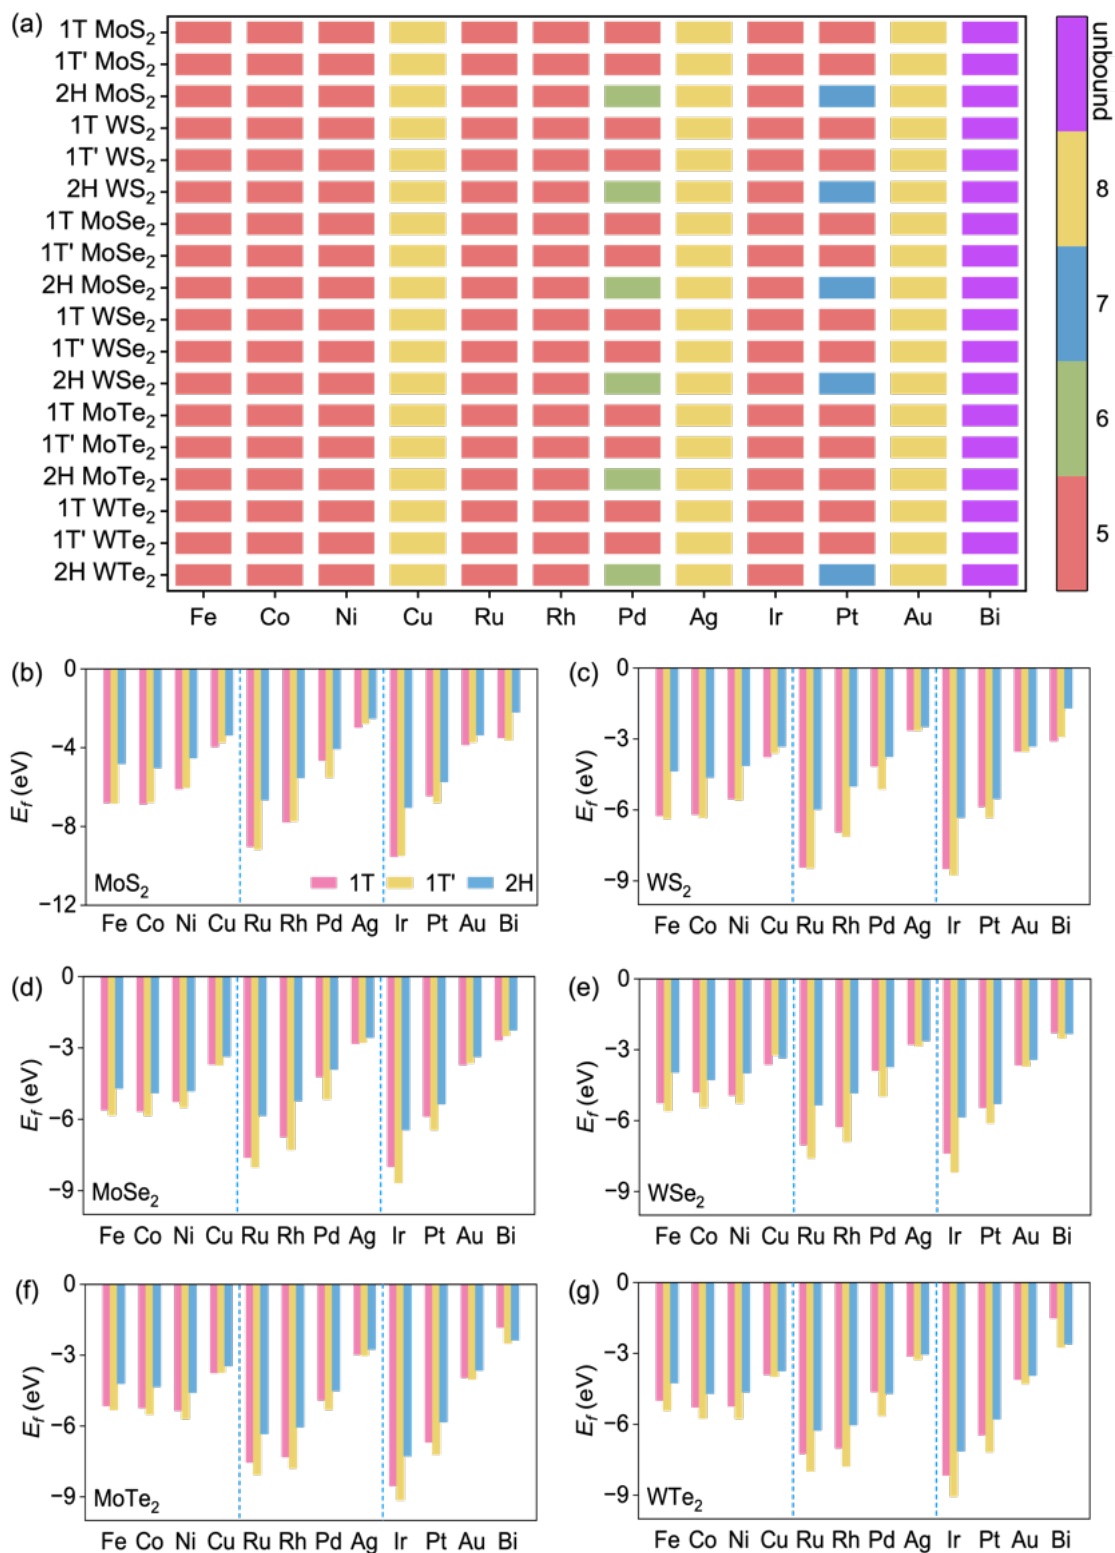 (a)
1T MoS₂
1T' MoS₂
2H MoS₂
1T WS₂
1T' WS₂
2H WS₂
1T MoSe₂
1T' MoSe₂
2H MoSe₂
1T WSe₂
1T' WSe₂
2H WSe₂
1T MoTe₂
1T' MoTe₂
2H MoTe₂
1T WTe₂
1T' WTe₂
2H WTe₂
Fe Co Ni Cu Ru Rh Pd Ag Ir Pt Au Bi
unbound
8
7
6
5
(b)
0
−4
−8
−12
E_f (eV)
MoS₂
1T 1T' 2H
Fe Co Ni Cu Ru Rh Pd Ag Ir Pt Au Bi
(c)
0
−3
−6
−9
E_f (eV)
WS₂
Fe Co Ni Cu Ru Rh Pd Ag Ir Pt Au Bi
(d)
0
−3
−6
−9
E_f (eV)
MoSe₂
Fe Co Ni Cu Ru Rh Pd Ag Ir Pt Au Bi
(e)
0
−3
−6
−9
E_f (eV)
WSe₂
Fe Co Ni Cu Ru Rh Pd Ag Ir Pt Au Bi
(f)
0
−3
−6
−9
E_f (eV)
MoTe₂
Fe Co Ni Cu Ru Rh Pd Ag Ir Pt Au Bi
(g)
0
−3
−6
−9
E_f (eV)
WTe₂
Fe Co Ni Cu Ru Rh Pd Ag Ir Pt Au Bi